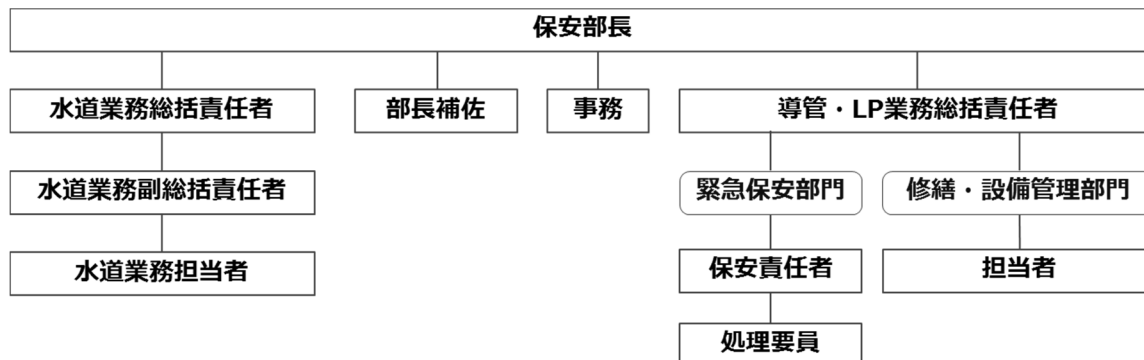 保安部長
水道業務総括責任者
部長補佐
事務
導管・LP業務総括責任者
水道業務副総括責任者
緊急保安部門
修繕・設備管理部門
水道業務担当者
保安責任者
担当者
処理要員